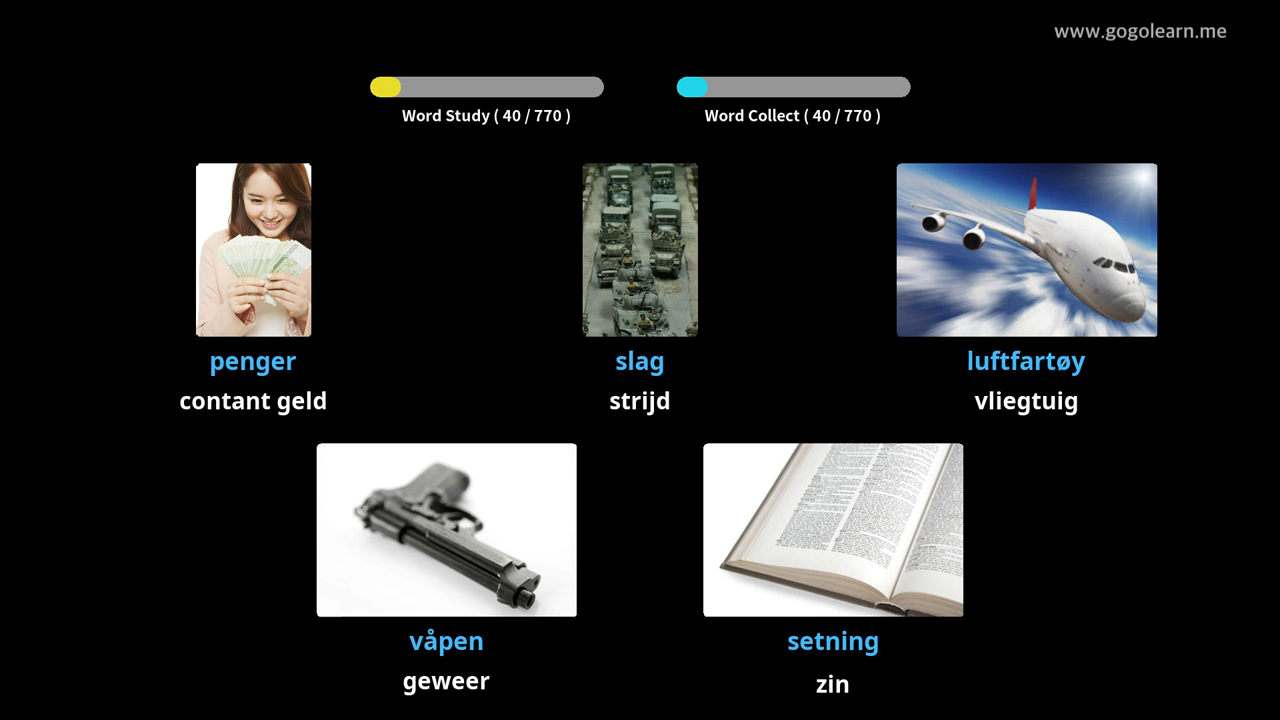 www.gogolearn.me
Word Study ( 40 / 770 )
Word Collect ( 40 / 770 )
penger
contant geld
slag
strijd
luftfartøy
vliegtuig
våpen
geweer
setning
zin